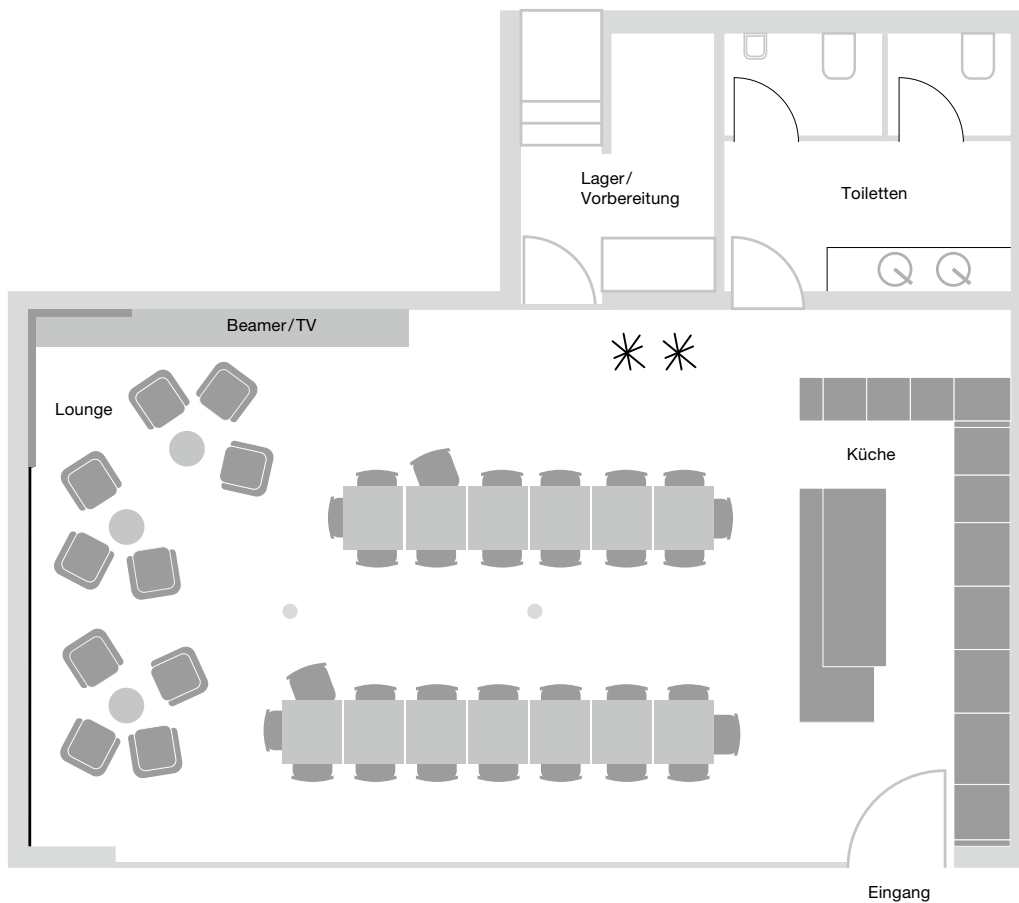 Lager/
Vorbereitung
Toiletten
Beamer/TV
Lounge
Küche
Eingang